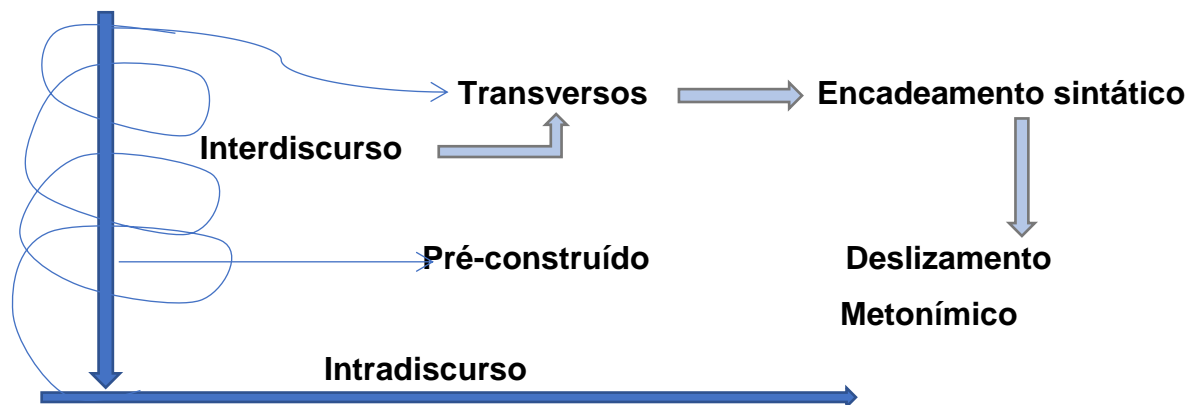 Transversos
Encadeamento sintático
Interdiscurso
Pré-construído
Deslizamento
Metonímico
Intradiscurso